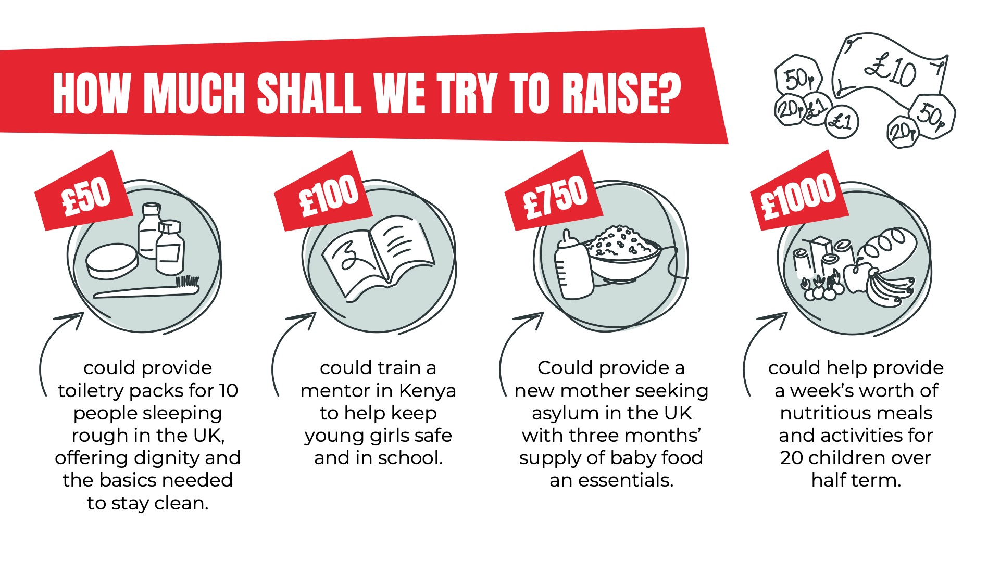 HOW MUCH SHALL WE TRY TO RAISE?
£10
50p
20p
£1
£1
50p
20p
£50
could provide
toiletry packs for 10
people sleeping
rough in the UK,
offering dignity and
the basics needed
to stay clean.
£100
could train a
mentor in Kenya
to help keep
young girls safe
and in school.
£750
Could provide a
new mother seeking
asylum in the UK
with three months’
supply of baby food
an essentials.
£1000
could help provide
a week’s worth of
nutritious meals
and activities for
20 children over
half term.